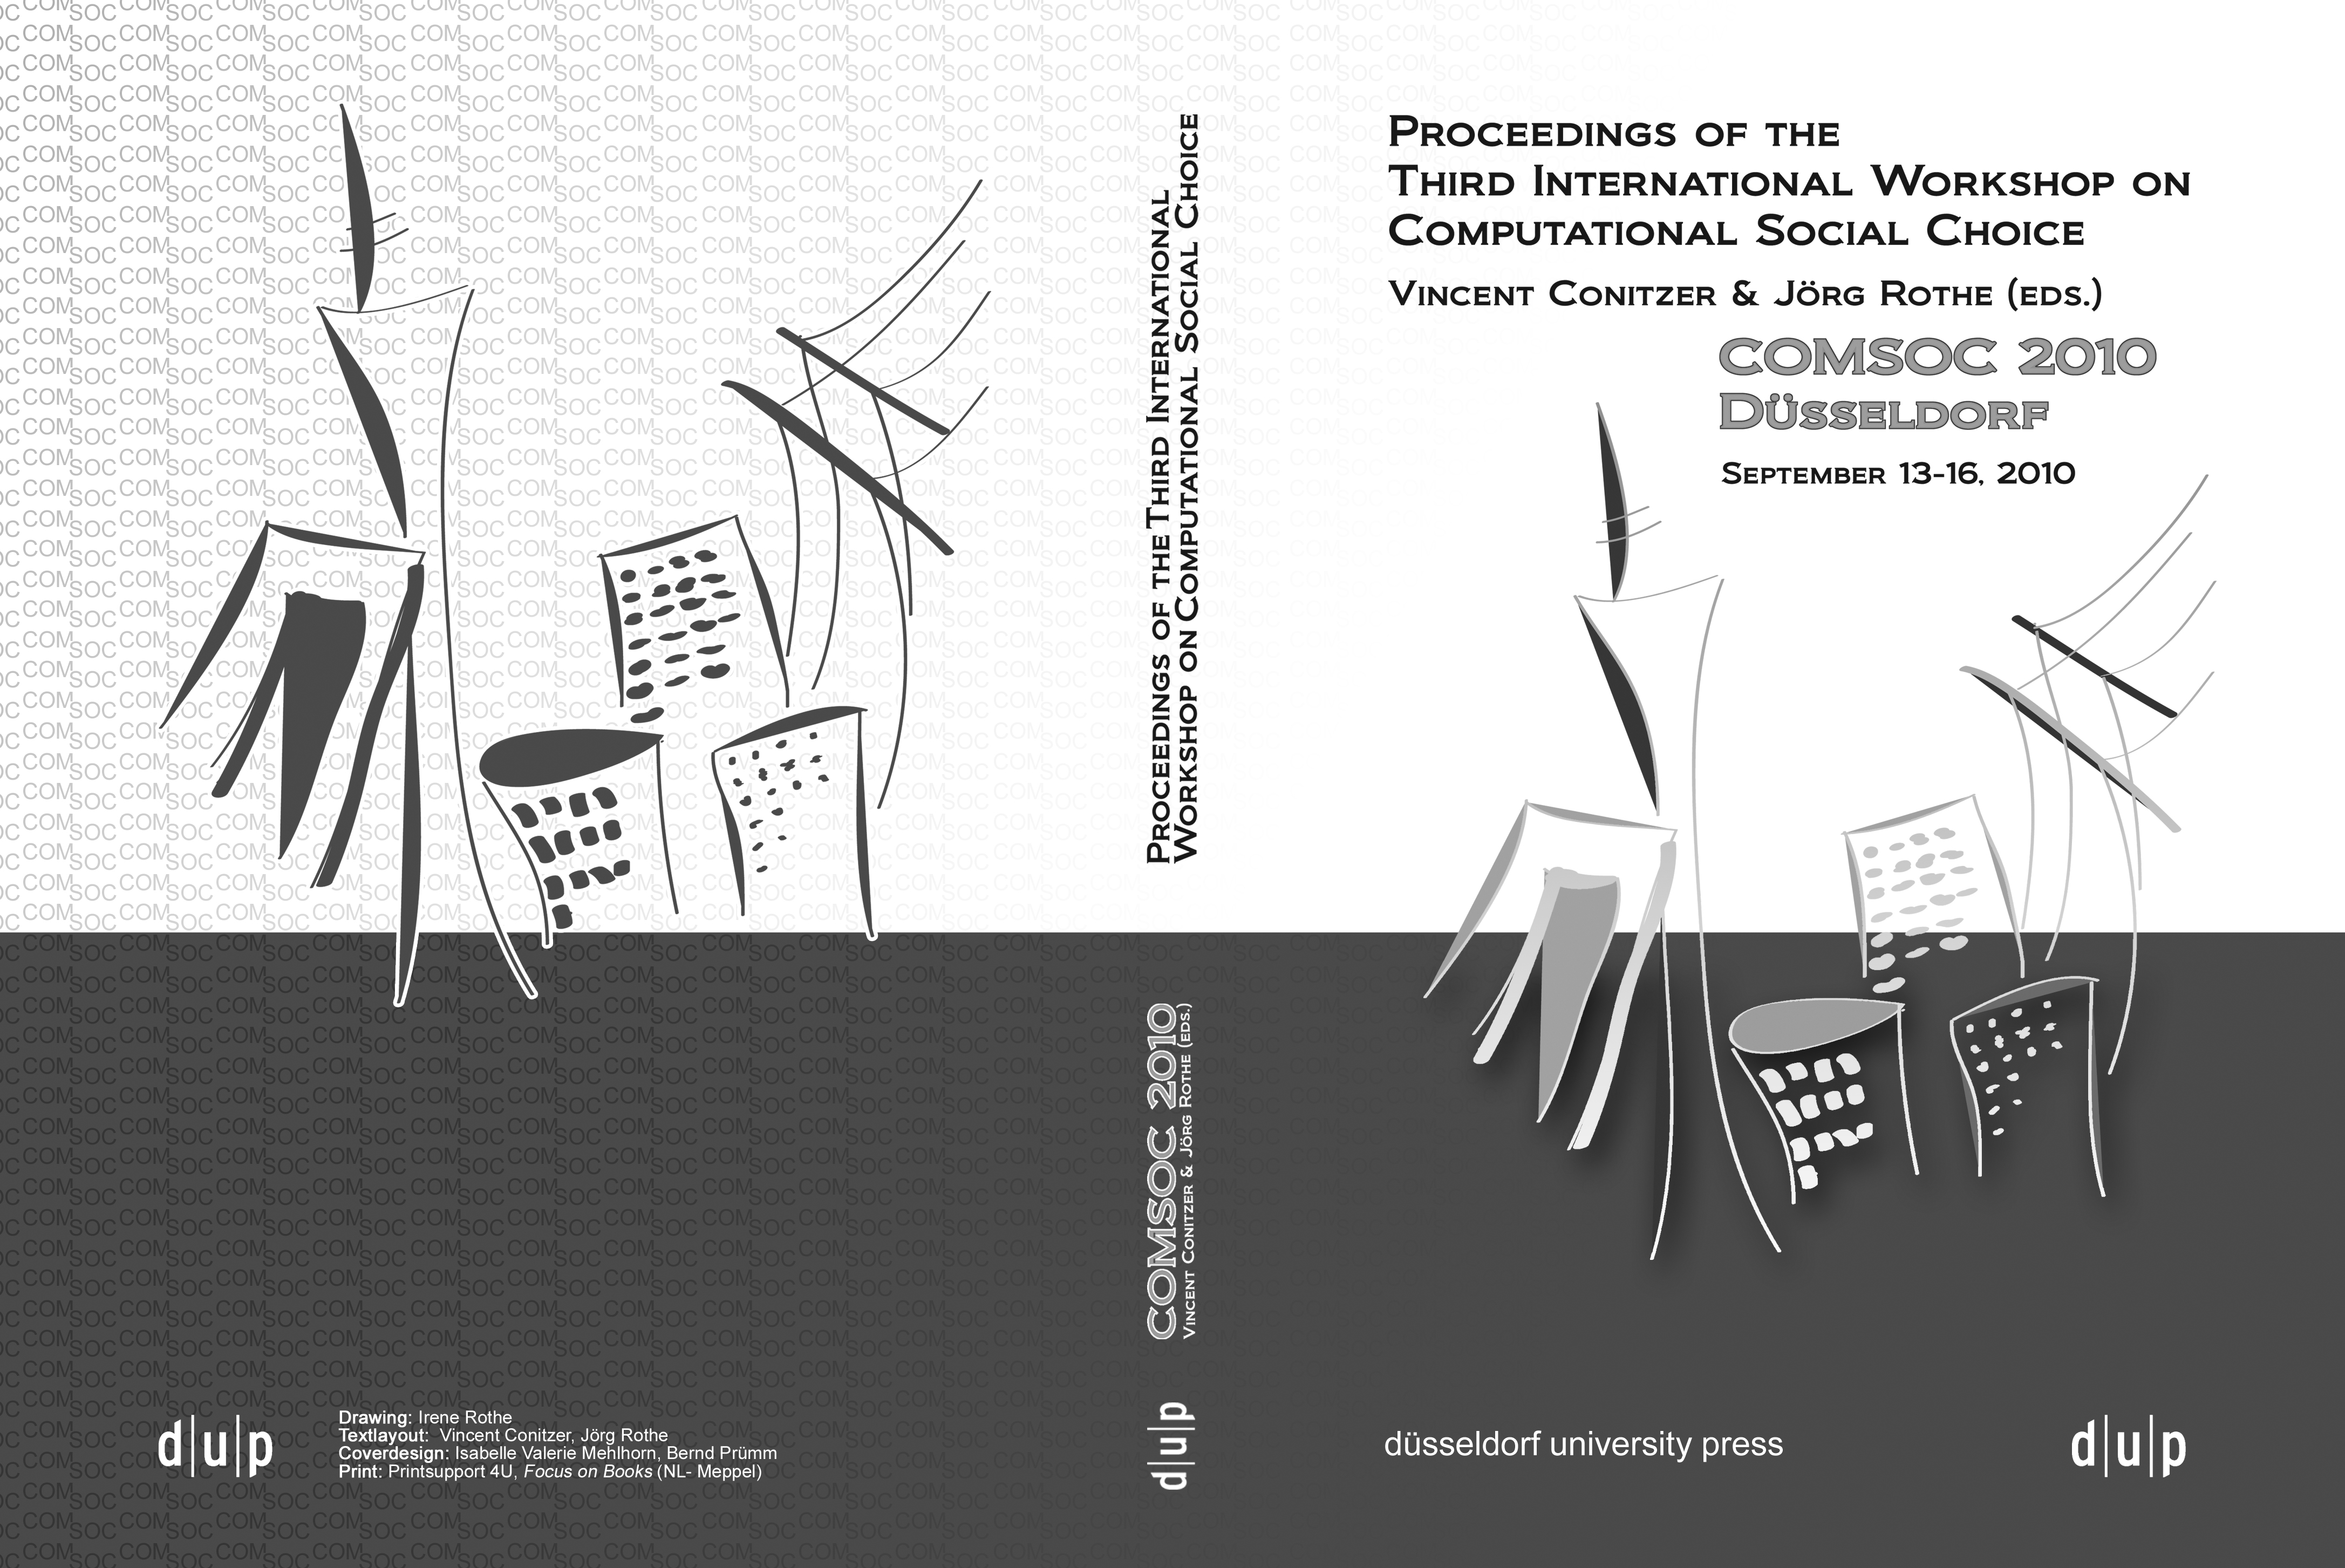 PROCEEDINGS OF THE
THIRD INTERNATIONAL WORKSHOP ON
COMPUTATIONAL SOCIAL CHOICE
VINCENT CONITZER & JÖRG ROTHE (EDS.)
COMSOC 2010
DÜSSELDORF
SEPTEMBER 13-16, 2010
düsseldorf university press
d|u|p
PROCEEDINGS OF THE THIRD INTERNATIONAL
WORKSHOP ON COMPUTATIONAL SOCIAL CHOICE
COMSOC 2010
VINCENT CONITZER & JÖRG ROTHE (EDS.)
d|u|p
d|u|p
Drawing: Irene Rothe
Textlayout: Vincent Conitzer, Jörg Rothe
Coverdesign: Isabelle Valerie Mehlhorn, Bernd Prümm
Print: Printsupport 4U, Focus on Books (NL- Meppel)
COMSOC